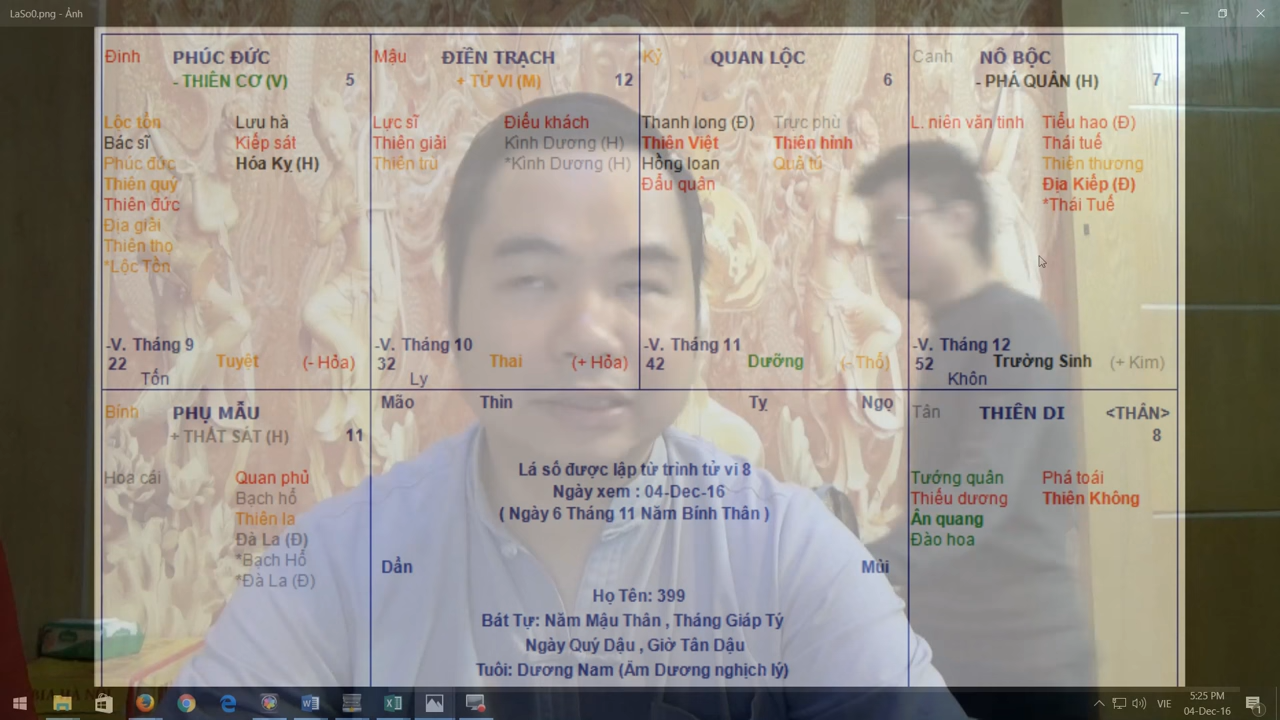 LaSo0.png - Ảnh
Đinh PHÚC ĐỨC
- THIÊN CƠ (V) 5
Lộc tồn Lưu hà
Bác sĩ Kiếp sát
Phúc đức Hóa Kỵ (H)
Thiên quý
Thiên đức
Địa giải
Thiên thọ
*Lộc Tồn
-V. Tháng 9
22 Tuyệt (- Hỏa)
Tốn
Mậu ĐIỀN TRẠCH
+ TỬ VI (M) 12
Lực sĩ Điếu khách
Thiên giải Kình Dương (H)
Thiên trù *Kình Dương (H)
-V. Tháng 10
32 Thai (+ Hỏa)
Ly
Kỷ QUAN LỘC
6
Thanh long (Đ) Trực phù
Thiên Việt Thiên hình
Hồng loan Quả tú
Đẩu quân
-V. Tháng 11
42 Dưỡng (- Thổ)
Canh NÔ BỘC
- PHÁ QUÂN (H) 7
L. niên văn tinh Tiểu hao (Đ)
Thái tuế
Thiên thương
Địa Kiếp (Đ)
*Thái Tuế
-V. Tháng 12
52 Trường Sinh (+ Kim)
Khôn
Bính PHỤ MẪU
+ THẤT SÁT (H) 11
Hoa cái Quan phủ
Bạch hổ
Thiên la
Đà La (Đ)
*Bạch Hổ
*Đà La (Đ)
Mão Thìn Tỵ Ngọ
Lá số được lập từ trình tử vi 8
Ngày xem : 04-Dec-16
( Ngày 6 Tháng 11 Năm Bính Thân )
Dần Mùi
Họ Tên: 399
Bát Tự: Năm Mậu Thân , Tháng Giáp Tý
Ngày Quý Dậu , Giờ Tân Dậu
Tuổi: Dương Nam (Âm Dương nghịch lý)
Tân THIÊN DI <THÂN>
8
Tướng quân Phá toái
Thiếu dương Thiên Không
Ân quang
Đào hoa
VIE
5:25 PM
04-Dec-16
1